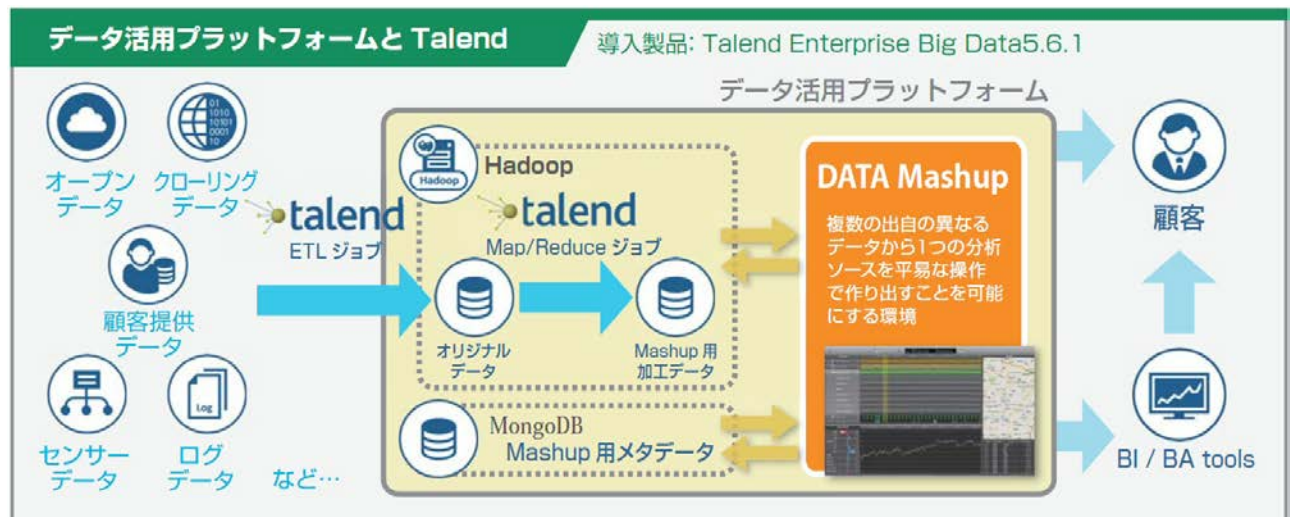 データ活用プラットフォームと Talend
導入製品: Talend Enterprise Big Data5.6.1
データ活用プラットフォーム
オープン
データ
01
1010
10101
0001
10
クローリング
データ
顧客提供
データ
センサー
データ
Log
ログ
データ
など…
talend
ETL ジョブ
Hadoop
Hadoop
talend
Map/Reduce ジョブ
オリジナル
データ
Mashup 用
加工データ
MongoDB
Mashup 用メタデータ
DATA Mashup
複数の出自の異なる
データから1つの分析
ソースを平易な操作
で作り出すことを可能
にする環境
顧客
BI / BA tools